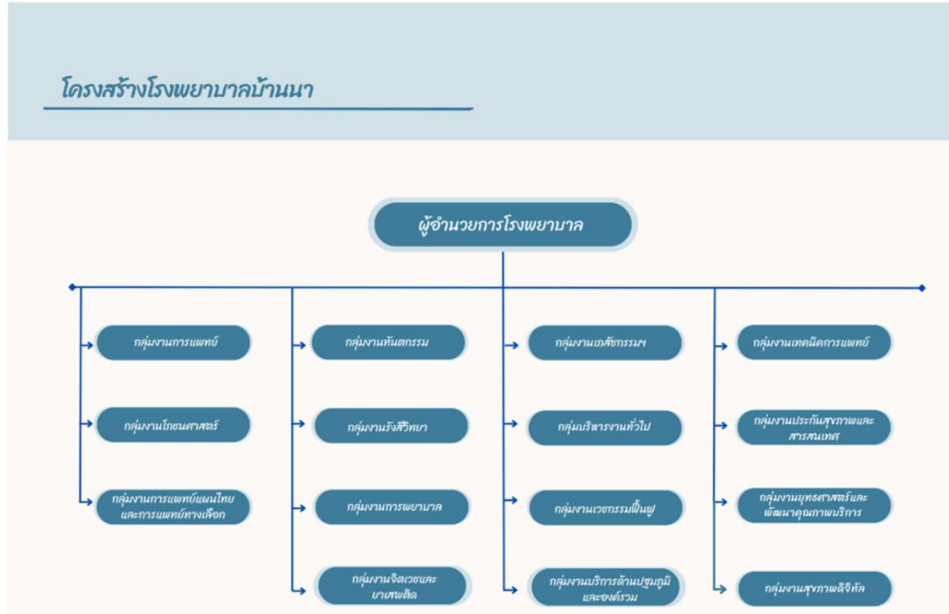 โครงสร้างโรงพยาบาลบ้านนา
ผู้อำนวยการโรงพยาบาล
กลุ่มงานการแพทย์
กลุ่มงานทันตกรรม
กลุ่มงานเภสัชกรรมฯ
กลุ่มงานเทคนิคการแพทย์
กลุ่มงานโภชนศาสตร์
กลุ่มงานรังสีวิทยา
กลุ่มบริหารงานทั่วไป
กลุ่มงานประกันสุขภาพและ
สารสนเทศ
กลุ่มงานการแพทย์แผนไทย
และการแพทย์ทางเลือก
กลุ่มงานการพยาบาล
กลุ่มงานเวชกรรมฟื้นฟู
กลุ่มงานยุทธศาสตร์และ
พัฒนาคุณภาพบริการ
กลุ่มงานจิตเวชและ
ยาเสพติด
กลุ่มงานบริการด้านปฐมภูมิ
และองค์รวม
กลุ่มงานสุขภาพดิจิทัล